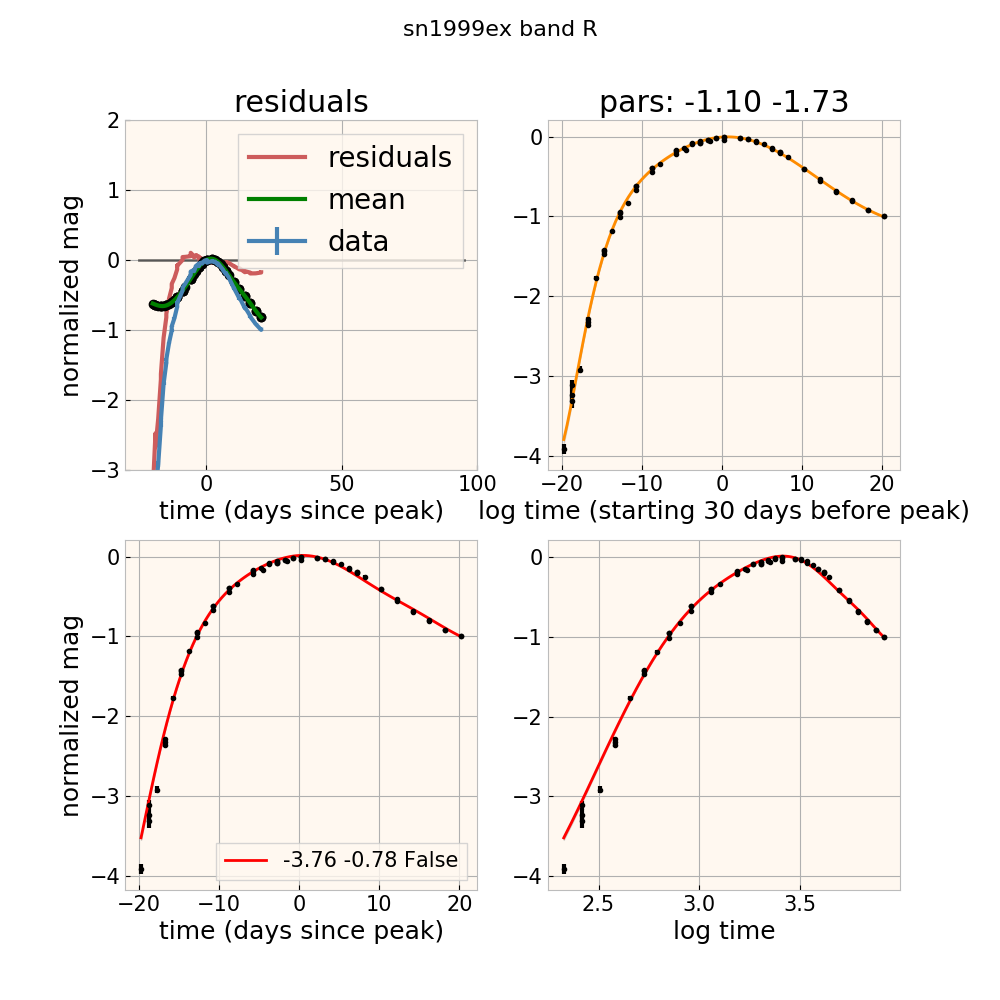 sn1999ex band R
residuals
pars: -1.10 -1.73
2
1
0
−1
−2
−3
normalized mag
residuals
mean
data
0
50
100
time (days since peak)
0
−1
−2
−3
−4
−20
−10
0
10
20
log time (starting 30 days before peak)
0
−1
−2
−3
−4
normalized mag
-3.76 -0.78 False
−20
−10
0
10
20
time (days since peak)
0
−1
−2
−3
−4
2.5
3.0
3.5
log time